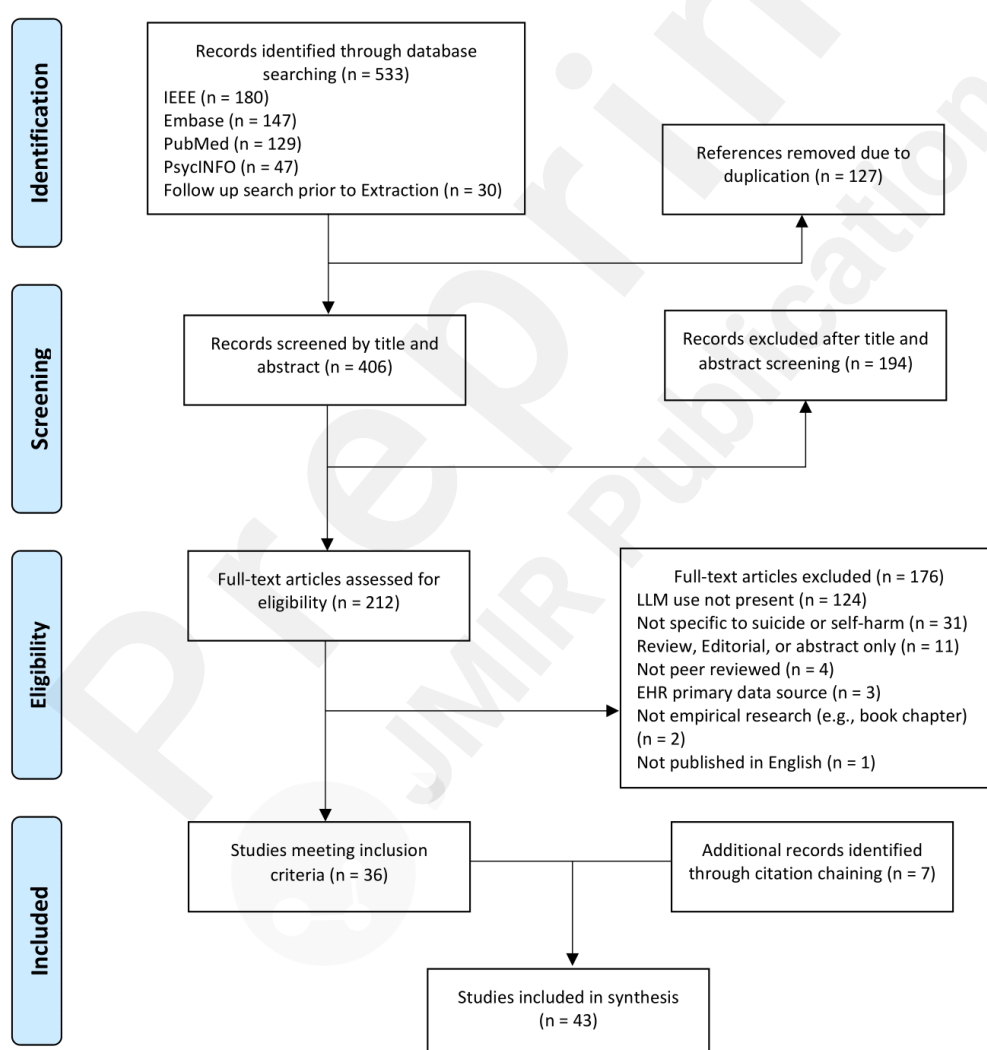 Identification
Records identified through database
searching (n = 533)
IEEE (n = 180)
Embase (n = 147)
PubMed (n = 129)
PsycINFO (n = 47)
Follow up search prior to Extraction (n = 30)
References removed due to
duplication (n = 127)
Screening
Records screened by title and
abstract (n = 406)
Records excluded after title and
abstract screening (n = 194)
Eligibility
Full-text articles assessed for
eligibility (n = 212)
Full-text articles excluded (n = 176)
LLM use not present (n = 124)
Not specific to suicide or self-harm (n = 31)
Review, Editorial, or abstract only (n = 11)
Not peer reviewed (n = 4)
EHR primary data source (n = 3)
Not empirical research (e.g., book chapter)
(n = 2)
Not published in English (n = 1)
Included
Studies meeting inclusion
criteria (n = 36)
Additional records identified
through citation chaining (n = 7)
Studies included in synthesis
(n = 43)
Preprin
JMIR Publication